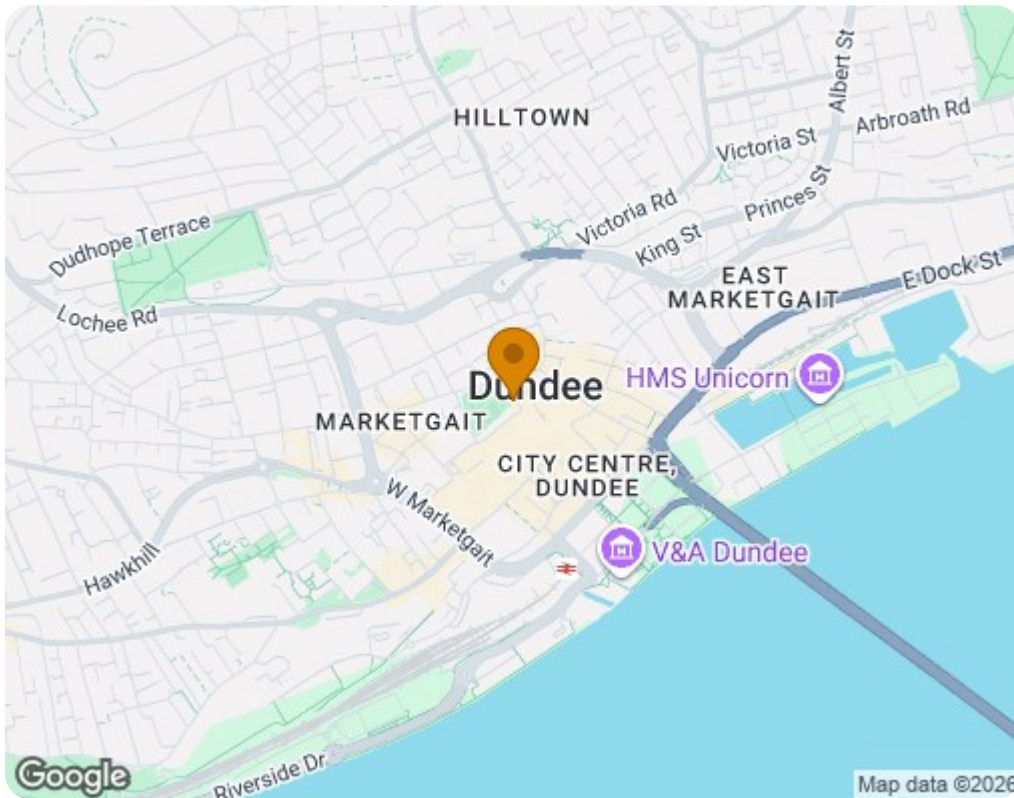 HILLTOWN
Albert St
Arbroath Rd
Victoria St
Princes St
Victoria Rd
King St
Dudhope Terrace
Lochee Rd
EAST
MARKETGAIT
E Dock St
Dundee
HMS Unicorn
MARKETGAIT
CITY CENTRE,
DUNDEE
W Marketgait
V&A Dundee
Hawkhill
Riverside Dr
Google
Map data ©2026